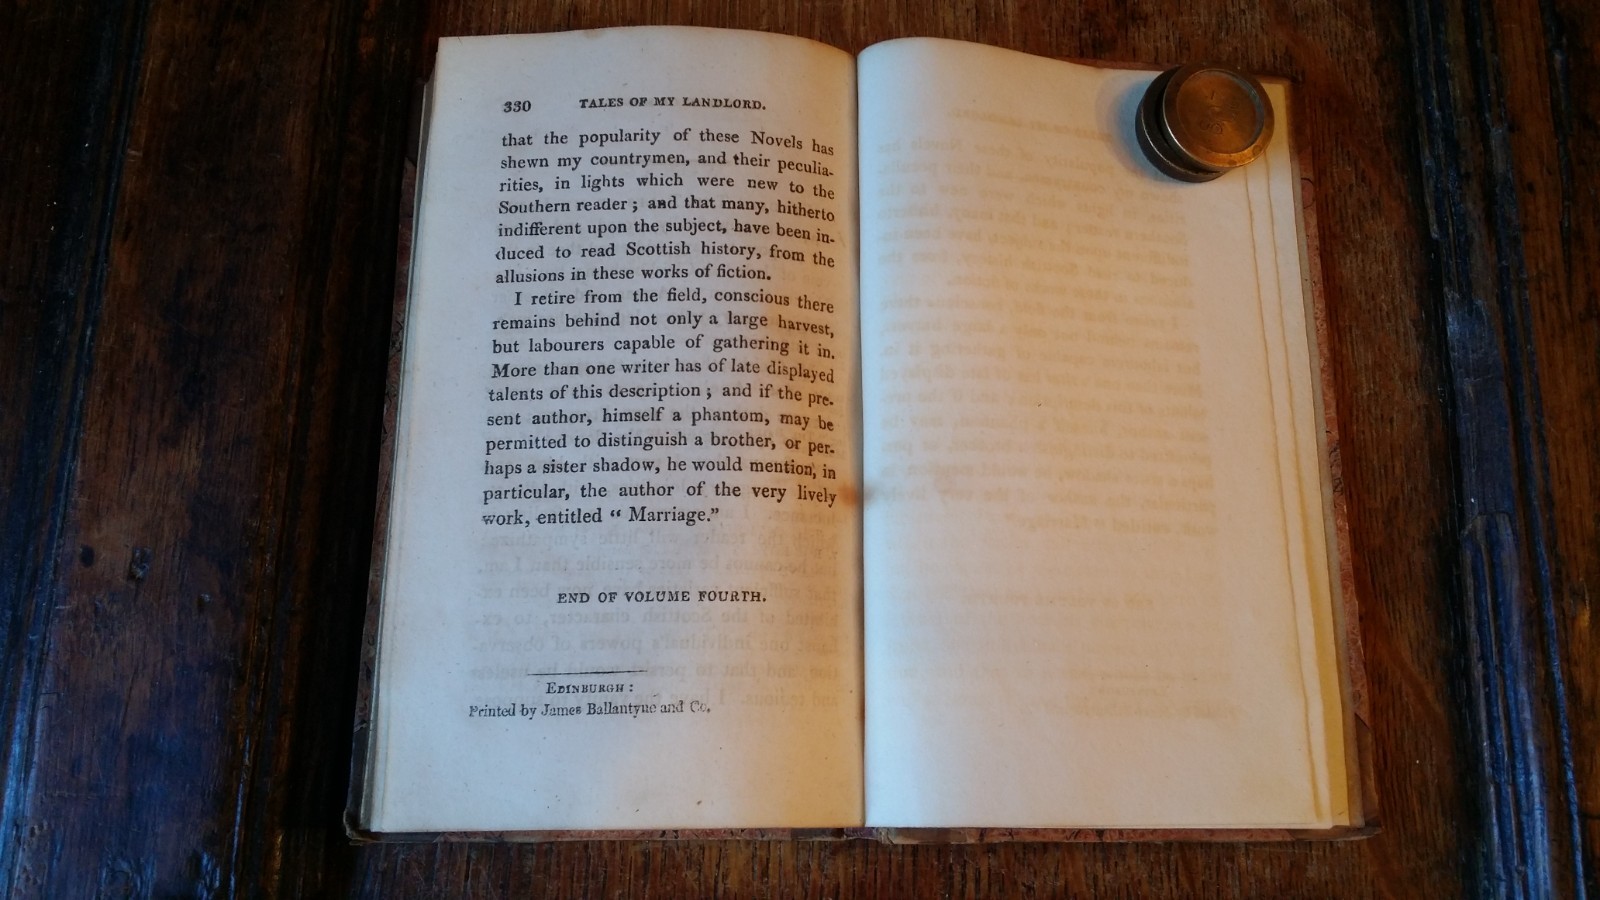 330 TALES OF MY LANDLORD.
that the popularity of these Novels has
shewn my countrymen, and their peculia-
rities, in lights which were new to the
Southern reader ; and that many, hitherto
indifferent upon the subject, have been in-
duced to read Scottish history, from the
allusions in these works of fiction.
I retire from the field, conscious there
remains behind not only a large harvest,
but labourers capable of gathering it in.
More than one writer has of late displayed
talents of this description ; and if the pre-
sent author, himself a phantom, may be
permitted to distinguish a brother, or per-
haps a sister shadow, he would mention, in
particular, the author of the very lively
work, entitled “ Marriage.”
END OF VOLUME FOURTH.
EDINBURGH :
Printed by James Ballantyne and Co.